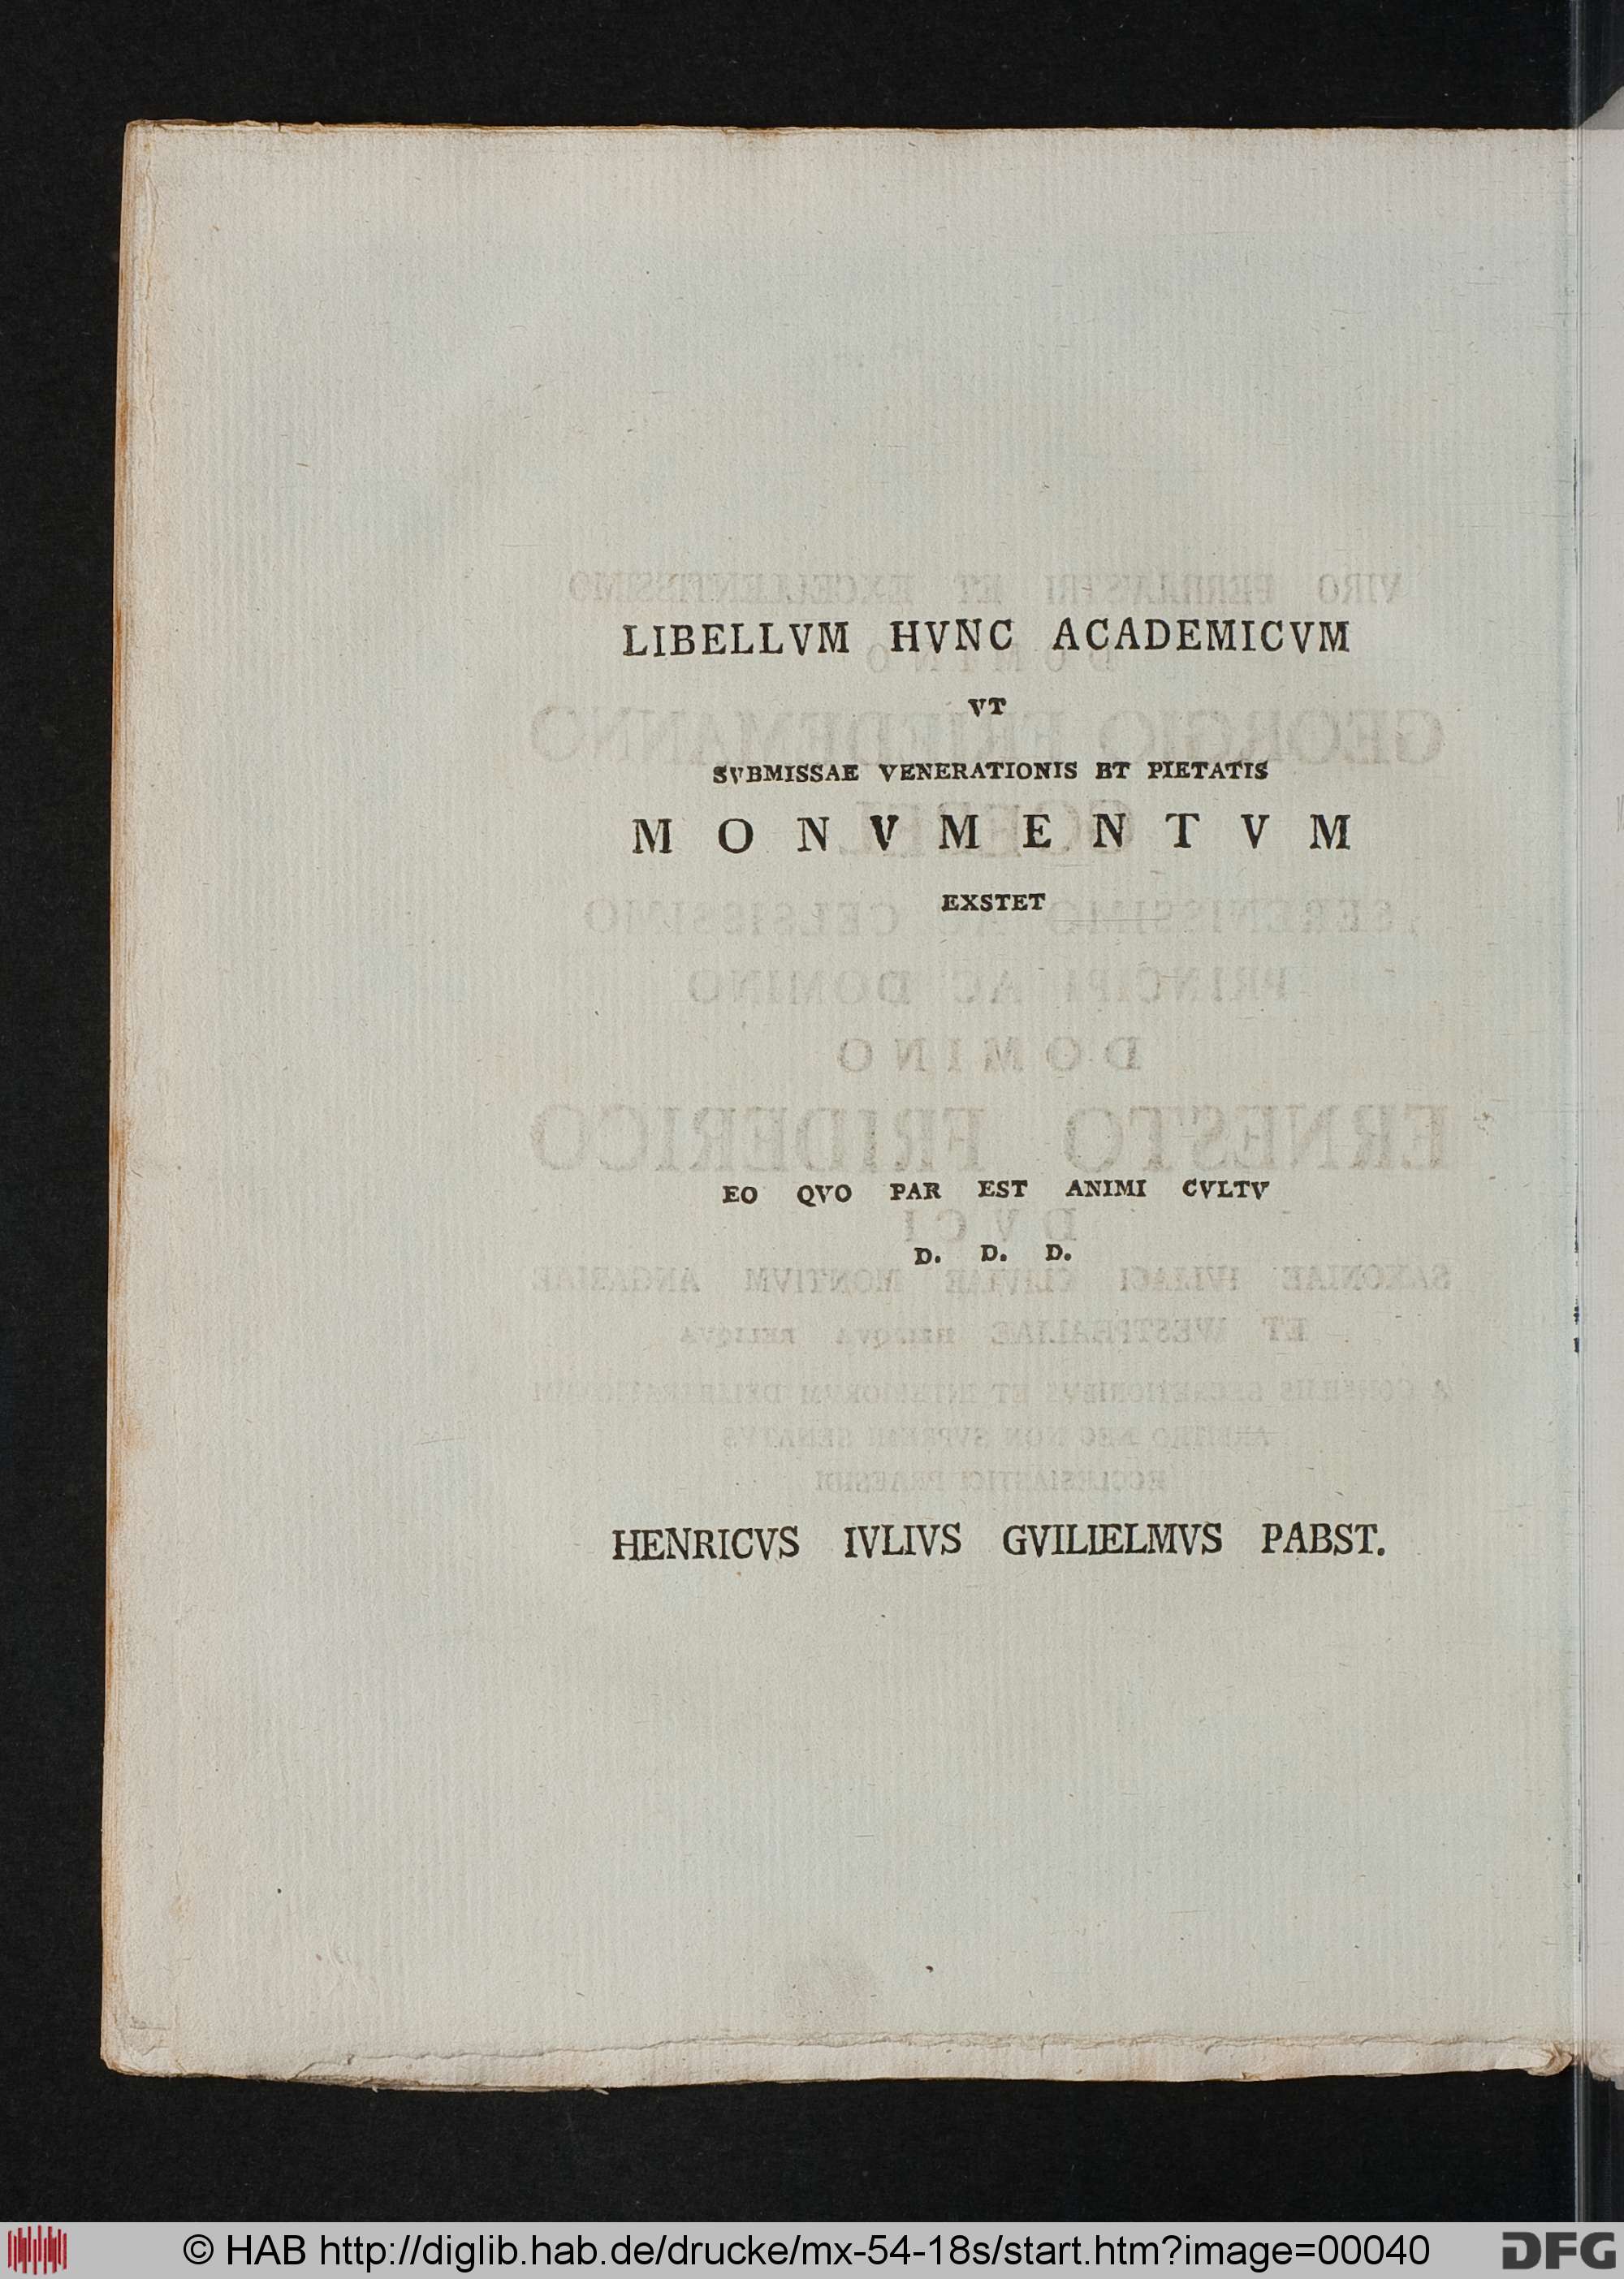 LIBELLVM HVNC ACADEMICVM
VT
SVBMISSAE VENERATIONIS ET PIETATIS
MONVMENTVM
EXSTET
EO QVO PAR EST ANIMI CVLTV
D. D. D.
HENRICVS IVLIVS GVILIELMVS PABST.
© HAB http://diglib.hab.de/drucke/mx-54-18s/start.htm?image=00040
DFG